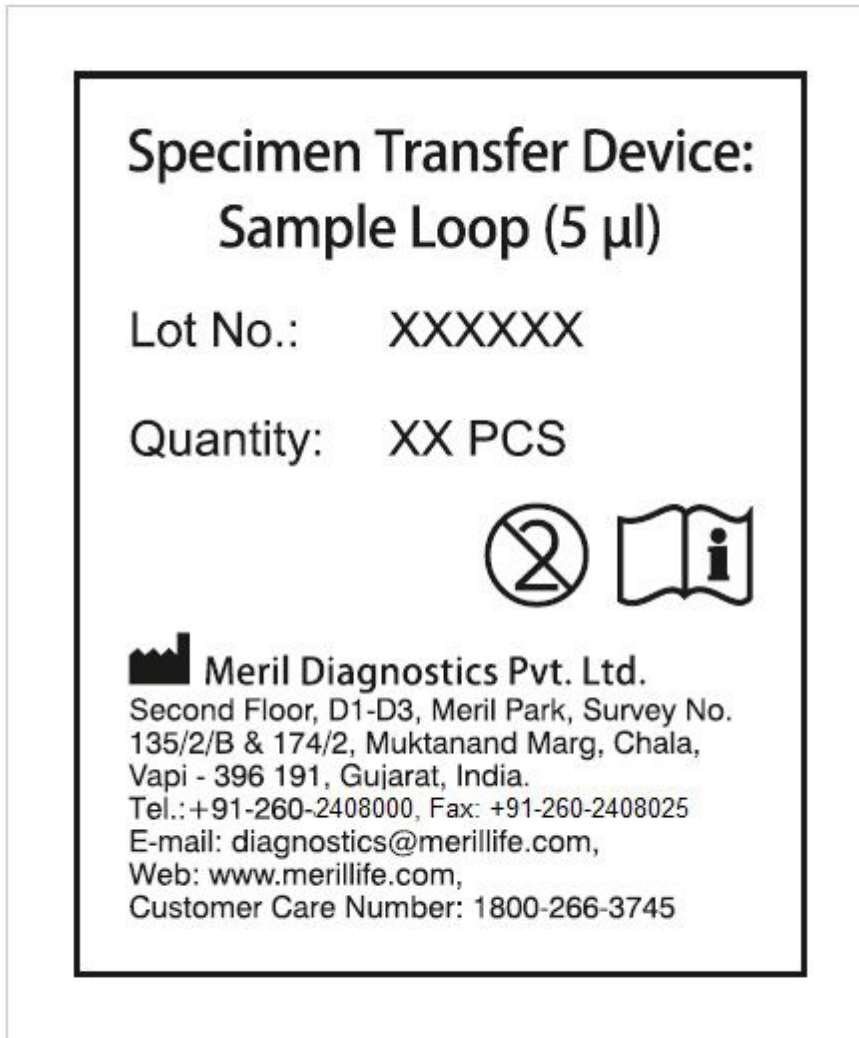 Specimen Transfer Device:
Sample Loop (5 µl)
Lot No.: XXXXXX
Quantity: XX PCS
2 i
Meril Diagnostics Pvt. Ltd.
Second Floor, D1-D3, Meril Park, Survey No.
135/2/B & 174/2, Muktanand Marg, Chala,
Vapi - 396 191, Gujarat, India.
Tel.:+91-260-2408000, Fax: +91-260-2408025
E-mail: diagnostics@merillife.com,
Web: www.merillife.com,
Customer Care Number: 1800-266-3745